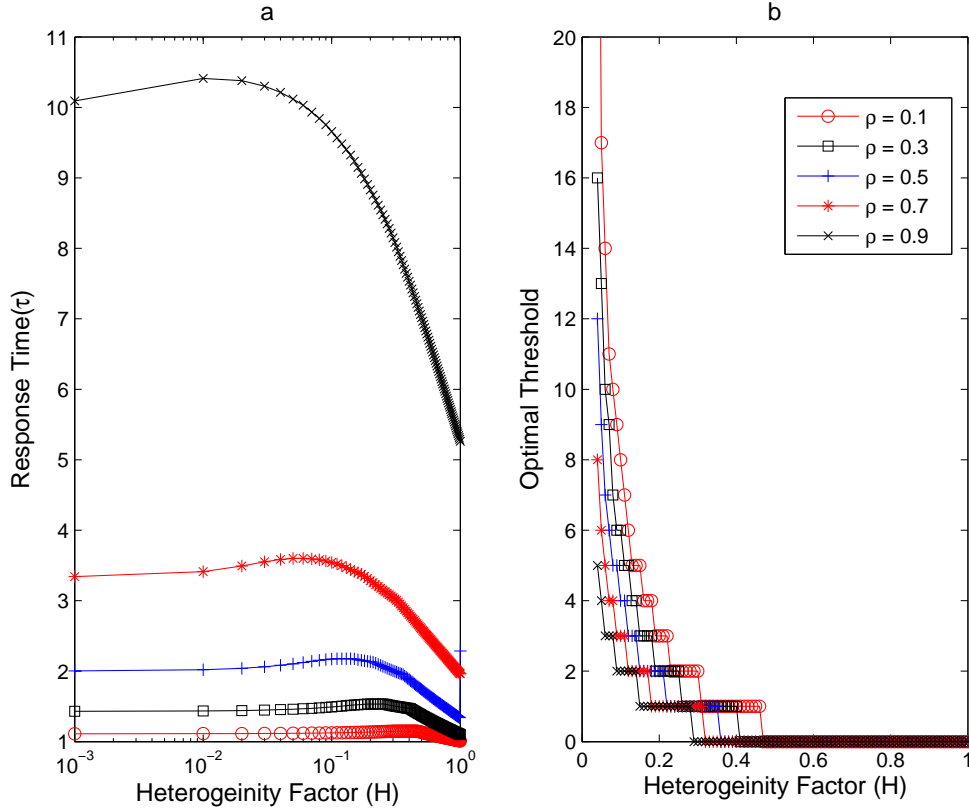 a
11
10
9
8
7
6
5
4
3
2
1
Response Time(τ)
10⁻³ 10⁻² 10⁻¹ 10⁰
Heterogeinity Factor (H)
b
20
18
16
14
12
10
8
6
4
2
0
Optimal Threshold
ρ = 0.1
ρ = 0.3
ρ = 0.5
ρ = 0.7
ρ = 0.9
0 0.2 0.4 0.6 0.8 1
Heterogeinity Factor (H)